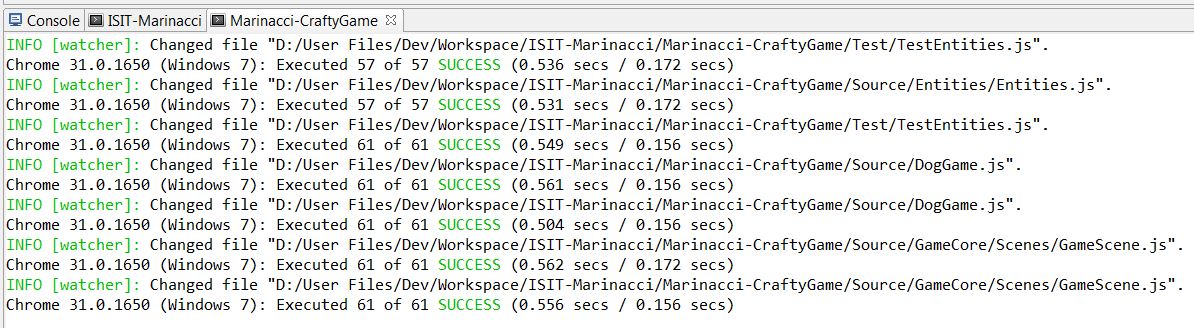 Console ISIT-Marinacci Marinacci-CraftyGame
INFO [watcher]: Changed file "D:/User Files/Dev/Workspace/ISIT-Marinacci/Marinacci-CraftyGame/Test/TestEntities.js".
Chrome 31.0.1650 (Windows 7): Executed 57 of 57 SUCCESS (0.536 secs / 0.172 secs)
INFO [watcher]: Changed file "D:/User Files/Dev/Workspace/ISIT-Marinacci/Marinacci-CraftyGame/Source/Entities/Entities.js".
Chrome 31.0.1650 (Windows 7): Executed 57 of 57 SUCCESS (0.531 secs / 0.172 secs)
INFO [watcher]: Changed file "D:/User Files/Dev/Workspace/ISIT-Marinacci/Marinacci-CraftyGame/Test/TestEntities.js".
Chrome 31.0.1650 (Windows 7): Executed 61 of 61 SUCCESS (0.549 secs / 0.156 secs)
INFO [watcher]: Changed file "D:/User Files/Dev/Workspace/ISIT-Marinacci/Marinacci-CraftyGame/Source/DogGame.js".
Chrome 31.0.1650 (Windows 7): Executed 61 of 61 SUCCESS (0.561 secs / 0.156 secs)
INFO [watcher]: Changed file "D:/User Files/Dev/Workspace/ISIT-Marinacci/Marinacci-CraftyGame/Source/DogGame.js".
Chrome 31.0.1650 (Windows 7): Executed 61 of 61 SUCCESS (0.504 secs / 0.156 secs)
INFO [watcher]: Changed file "D:/User Files/Dev/Workspace/ISIT-Marinacci/Marinacci-CraftyGame/Source/GameCore/Scenes/GameScene.js".
Chrome 31.0.1650 (Windows 7): Executed 61 of 61 SUCCESS (0.562 secs / 0.172 secs)
INFO [watcher]: Changed file "D:/User Files/Dev/Workspace/ISIT-Marinacci/Marinacci-CraftyGame/Source/GameCore/Scenes/GameScene.js".
Chrome 31.0.1650 (Windows 7): Executed 61 of 61 SUCCESS (0.556 secs / 0.156 secs)